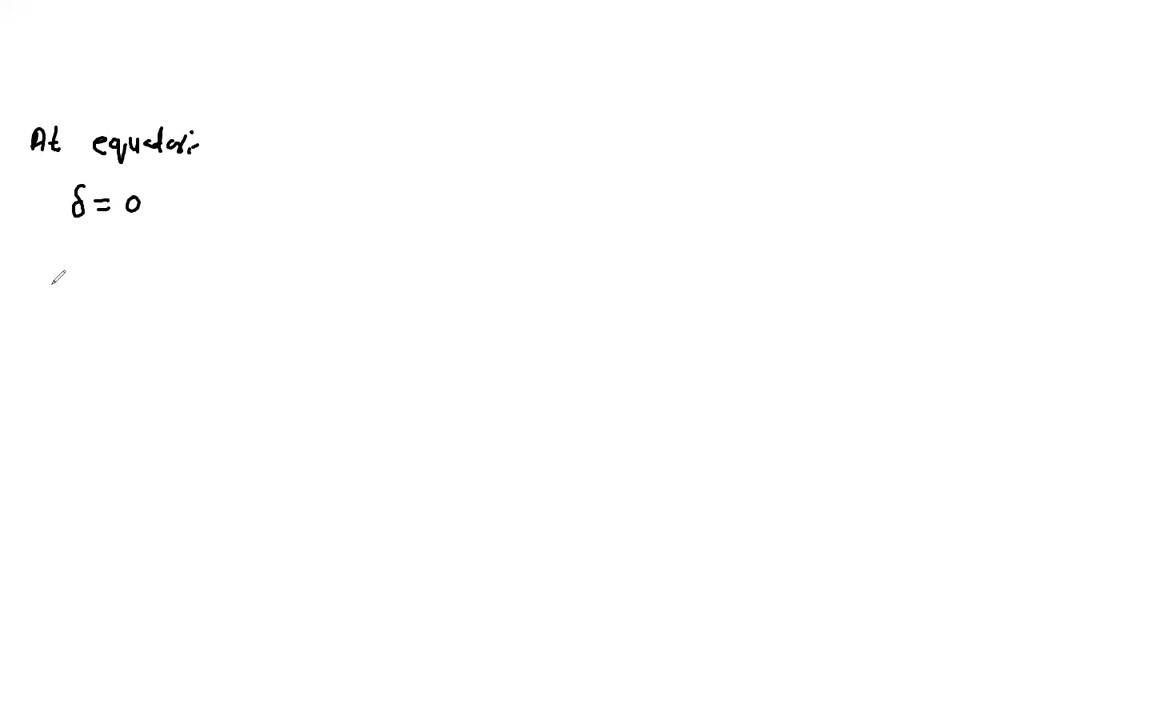 At equator:-
δ = 0